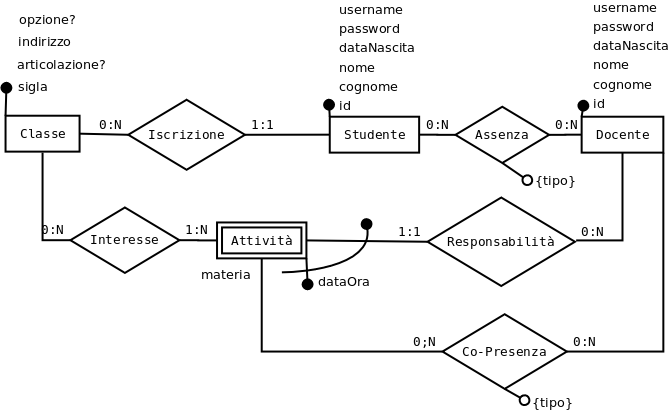 opzione?
indirizzo
articolazione?
sigla
username
password
dataNascita
nome
cognome
id
username
password
dataNascita
nome
cognome
id
Classe
0:N
Iscrizione
1:1
Studente
0:N
Assenza
0:N
Docente
{tipo}
0:N
Interesse
1:N
Attività
1:1
Responsabilità
0:N
materia
dataOra
0;N
Co-Presenza
0:N
{tipo}